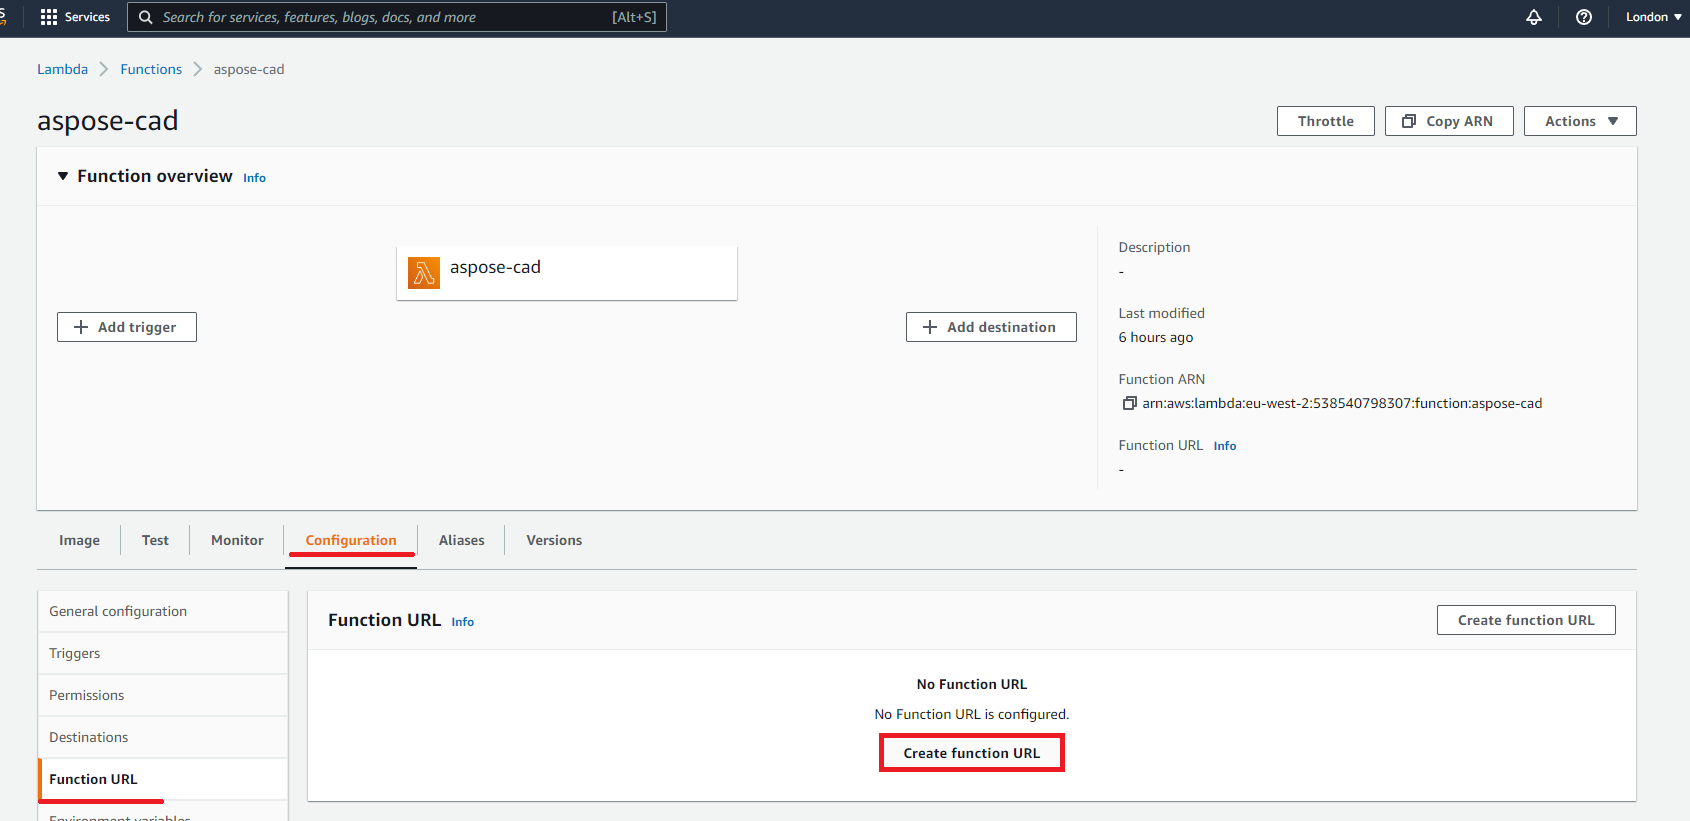 Services
Search for services, features, blogs, docs, and more [Alt+S]
London
Lambda Functions aspose-cad
aspose-cad
Throttle
Copy ARN
Actions
Function overview Info
aspose-cad
Add trigger
Add destination
Description
-
Last modified
6 hours ago
Function ARN
arn:aws:lambda:eu-west-2:538540798307:function:aspose-cad
Function URL Info
-
Image Test Monitor Configuration Aliases Versions
General configuration
Triggers
Permissions
Destinations
Function URL
Environment variables
Function URL Info
Create function URL
No Function URL
No Function URL is configured.
Create function URL